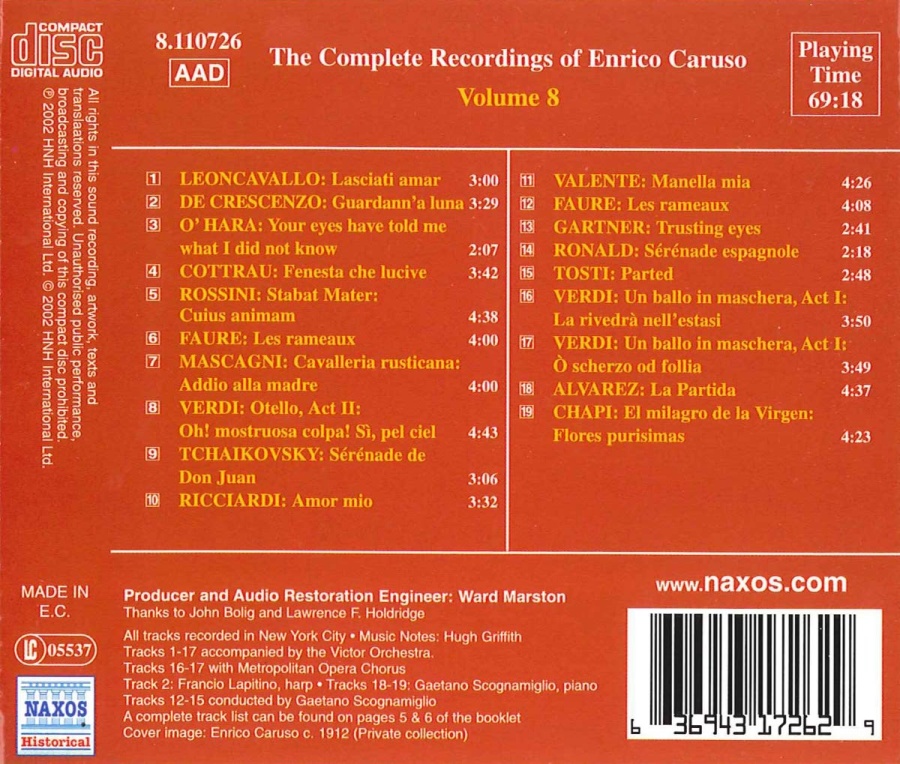 COMPACT
disc
DIGITAL AUDIO
8.110726
AAD
The Complete Recordings of Enrico Caruso
Volume 8
Playing
Time
69:18
All rights in this sound recording, artwork, texts and
translaations reserved. Unauthorised public performance,
broadcasting and copying of this compact disc prohibited.
℗ 2002 HNH International Ltd. © 2002 HNH International Ltd.
1 LEONCAVALLO: Lasciati amar 3:00
2 DE CRESCENZO: Guardann'a luna 3:29
3 O' HARA: Your eyes have told me
what I did not know 2:07
4 COTTRAU: Fenesta che lucive 3:42
5 ROSSINI: Stabat Mater:
Cuius animam 4:38
6 FAURE: Les rameaux 4:00
7 MASCAGNI: Cavalleria rusticana:
Addio alla madre 4:00
8 VERDI: Otello, Act II:
Oh! mostruosa colpa! Sì, pel ciel 4:43
9 TCHAIKOVSKY: Sérénade de
Don Juan 3:06
10 RICCIARDI: Amor mio 3:32
11 VALENTE: Manella mia 4:26
12 FAURE: Les rameaux 4:08
13 GARTNER: Trusting eyes 2:41
14 RONALD: Sérénade espagnole 2:18
15 TOSTI: Parted 2:48
16 VERDI: Un ballo in maschera, Act I:
La rivedrà nell'estasi 3:50
17 VERDI: Un ballo in maschera, Act I:
Ò scherzo od follia 3:49
18 ALVAREZ: La Partida 4:37
19 CHAPI: El milagro de la Virgen:
Flores purisimas 4:23
MADE IN
E.C.
LC 05537
NAXOS
Historical
Producer and Audio Restoration Engineer: Ward Marston
Thanks to John Bolig and Lawrence F. Holdridge
All tracks recorded in New York City • Music Notes: Hugh Griffith
Tracks 1-17 accompanied by the Victor Orchestra.
Tracks 16-17 with Metropolitan Opera Chorus
Track 2: Francio Lapitino, harp • Tracks 18-19: Gaetano Scognamiglio, piano
Tracks 12-15 conducted by Gaetano Scognamiglio
A complete track list can be found on pages 5 & 6 of the booklet
Cover image: Enrico Caruso c. 1912 (Private collection)
www.naxos.com
6 36943 17262 9